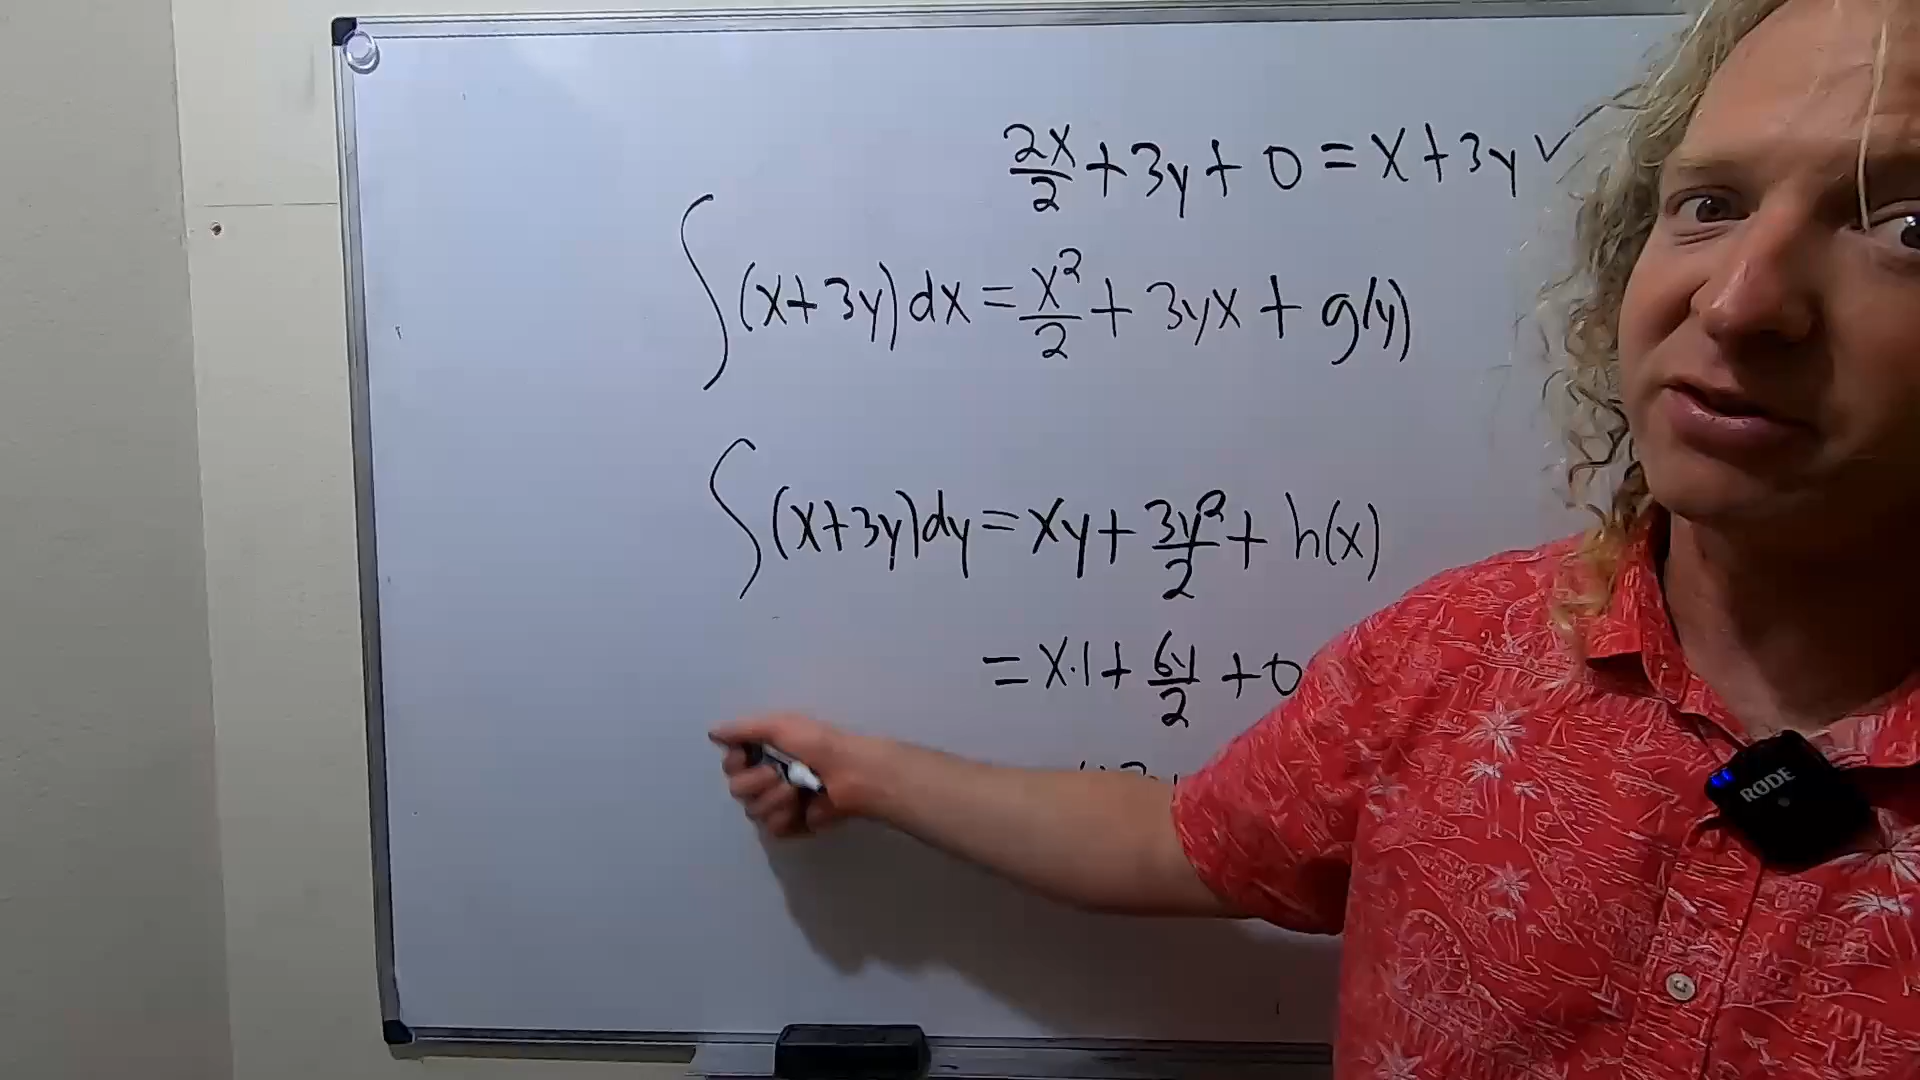 2x/2 + 3y + 0 = x + 3y ✓
∫(x+3y)dx = x²/2 + 3yx + g(y)
∫(x+3y)dy = xy + 3y²/2 + h(x)
= x·1 + 6y/2 + 0
RØDE